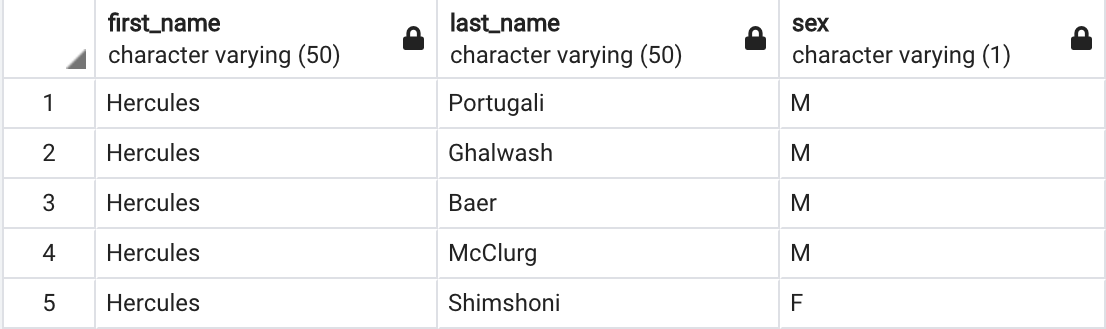 first_name last_name sex
character varying (50) character varying (50) character varying (1)
1 Hercules Portugali M
2 Hercules Ghalwash M
3 Hercules Baer M
4 Hercules McClurg M
5 Hercules Shimshoni F